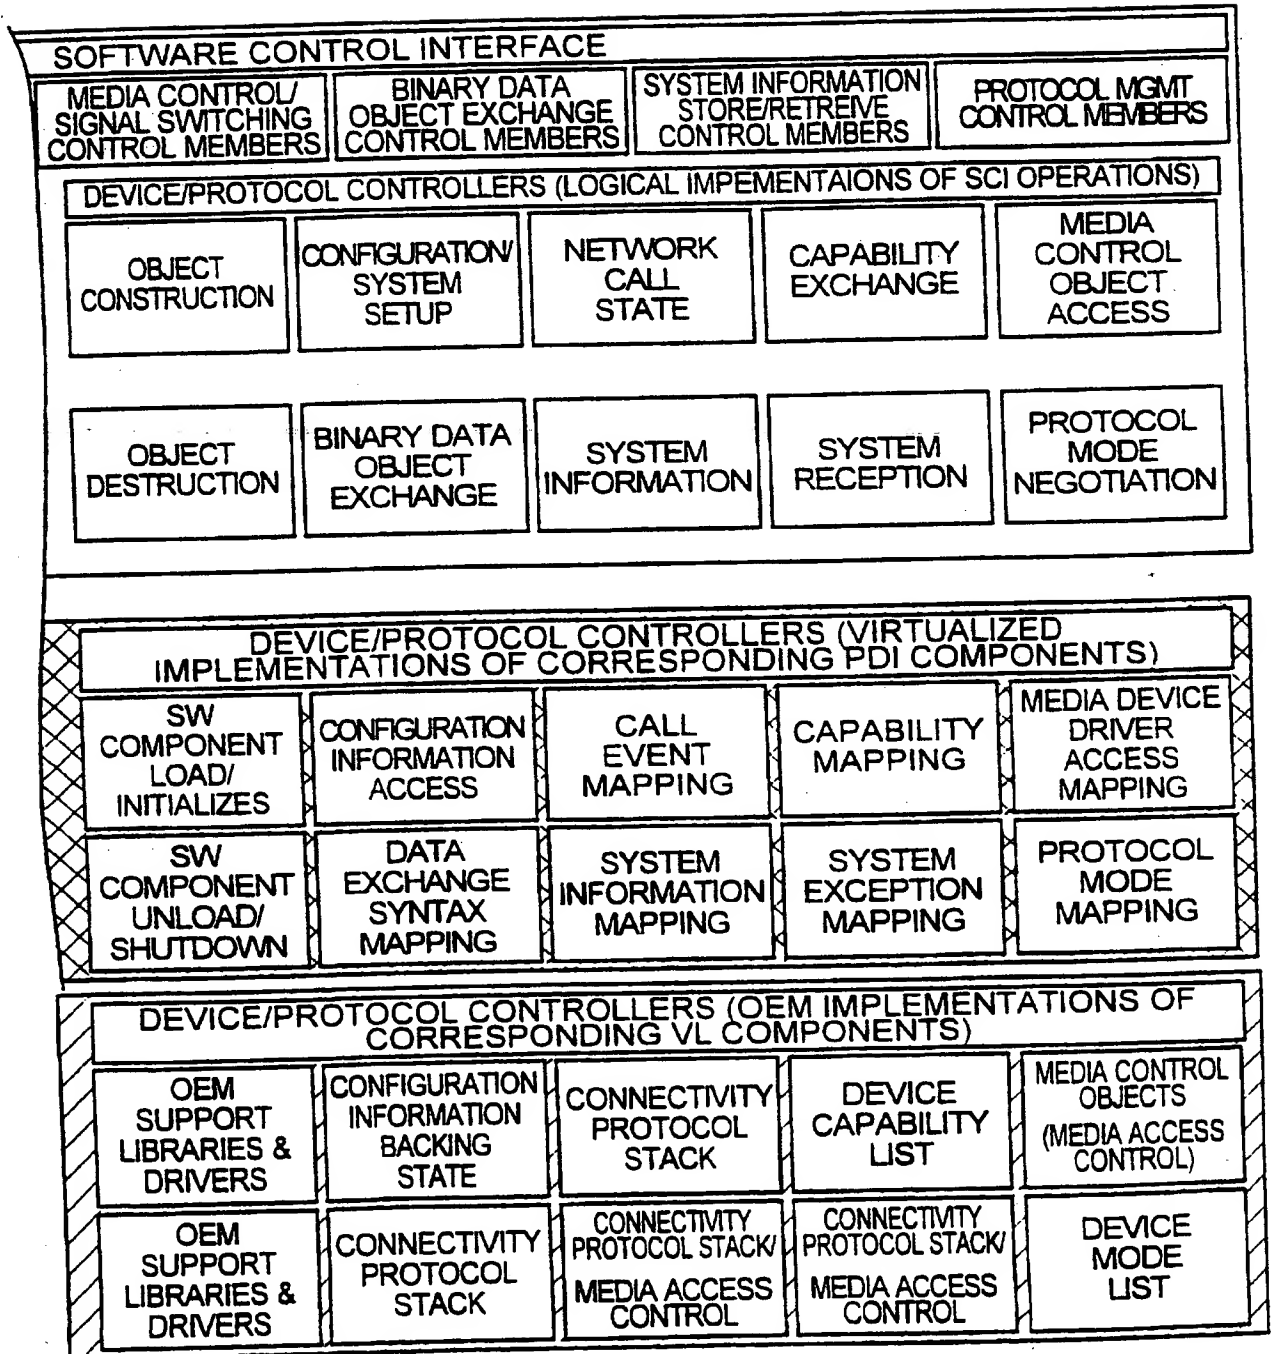 SOFTWARE CONTROL INTERFACE
MEDIA CONTROL/
SIGNAL SWITCHING
CONTROL MEMBERS
BINARY DATA
OBJECT EXCHANGE
CONTROL MEMBERS
SYSTEM INFORMATION
STORE/RETREIVE
CONTROL MEMBERS
PROTOCOL MGMT
CONTROL MEMBERS
DEVICE/PROTOCOL CONTROLLERS (LOGICAL IMPEMENTAIONS OF SCI OPERATIONS)
OBJECT
CONSTRUCTION
CONFIGURATION/
SYSTEM
SETUP
NETWORK
CALL
STATE
CAPABILITY
EXCHANGE
MEDIA
CONTROL
OBJECT
ACCESS
OBJECT
DESTRUCTION
BINARY DATA
OBJECT
EXCHANGE
SYSTEM
INFORMATION
SYSTEM
RECEPTION
PROTOCOL
MODE
NEGOTIATION
DEVICE/PROTOCOL CONTROLLERS (VIRTUALIZED
IMPLEMENTATIONS OF CORRESPONDING PDI COMPONENTS)
SW
COMPONENT
LOAD/
INITIALIZES
CONFIGURATION
INFORMATION
ACCESS
CALL
EVENT
MAPPING
CAPABILITY
MAPPING
MEDIA DEVICE
DRIVER
ACCESS
MAPPING
SW
COMPONENT
UNLOAD/
SHUTDOWN
DATA
EXCHANGE
SYNTAX
MAPPING
SYSTEM
INFORMATION
MAPPING
SYSTEM
EXCEPTION
MAPPING
PROTOCOL
MODE
MAPPING
DEVICE/PROTOCOL CONTROLLERS (OEM IMPLEMENTATIONS OF
CORRESPONDING VL COMPONENTS)
OEM
SUPPORT
LIBRARIES &
DRIVERS
CONFIGURATION
INFORMATION
BACKING
STATE
CONNECTIVITY
PROTOCOL
STACK
DEVICE
CAPABILITY
LIST
MEDIA CONTROL
OBJECTS
(MEDIA ACCESS
CONTROL)
OEM
SUPPORT
LIBRARIES &
DRIVERS
CONNECTIVITY
PROTOCOL
STACK
CONNECTIVITY
PROTOCOL STACK/
MEDIA ACCESS
CONTROL
CONNECTIVITY
PROTOCOL STACK/
MEDIA ACCESS
CONTROL
DEVICE
MODE
LIST